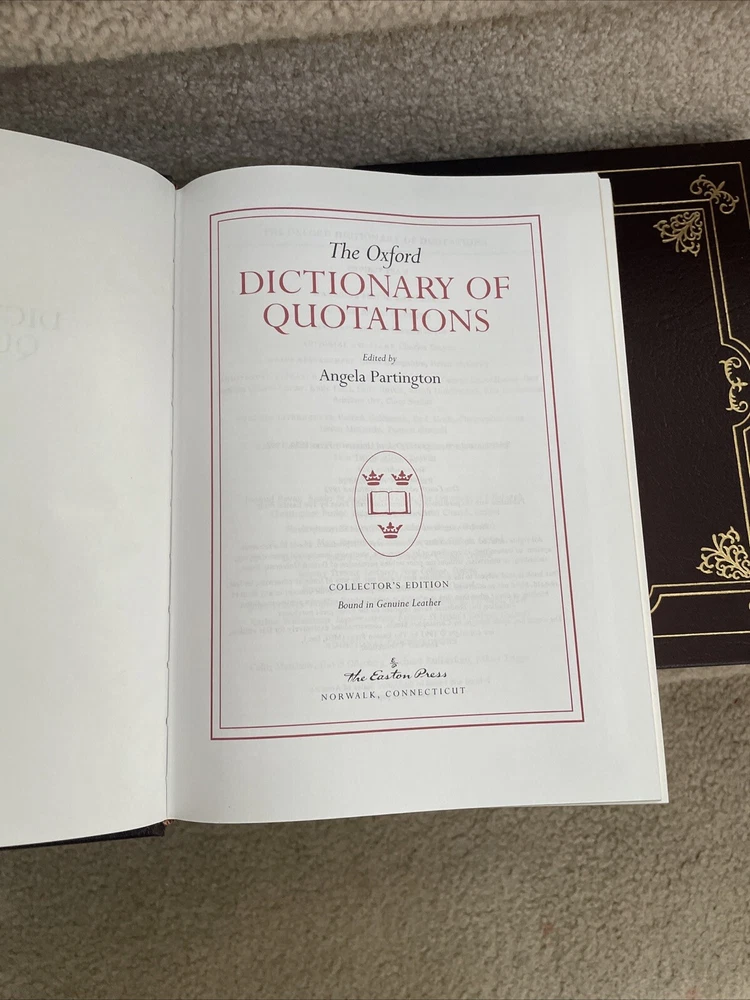 The Oxford
DICTIONARY OF
QUOTATIONS
Edited by
Angela Partington
COLLECTOR'S EDITION
Bound in Genuine Leather
The Easton Press
NORWALK, CONNECTICUT